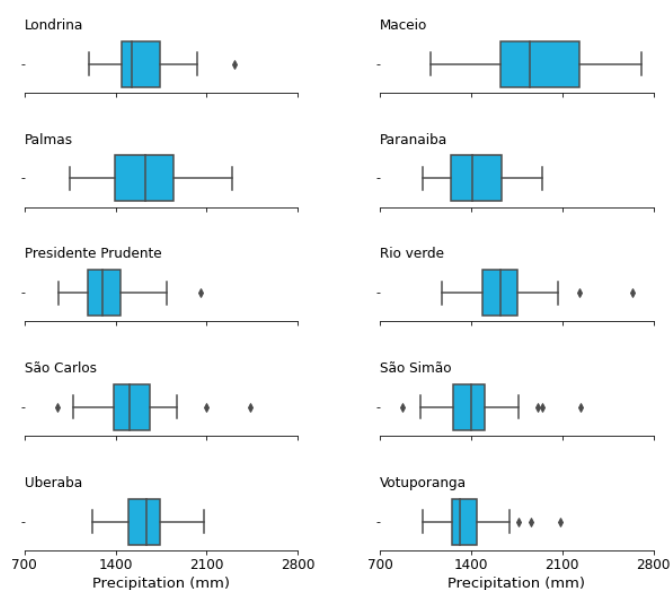 Londrina
Maceio
Palmas
Paranaiba
Presidente Prudente
Rio verde
São Carlos
São Simão
Uberaba
Votuporanga
700 1400 2100 2800
700 1400 2100 2800
Precipitation (mm)
Precipitation (mm)